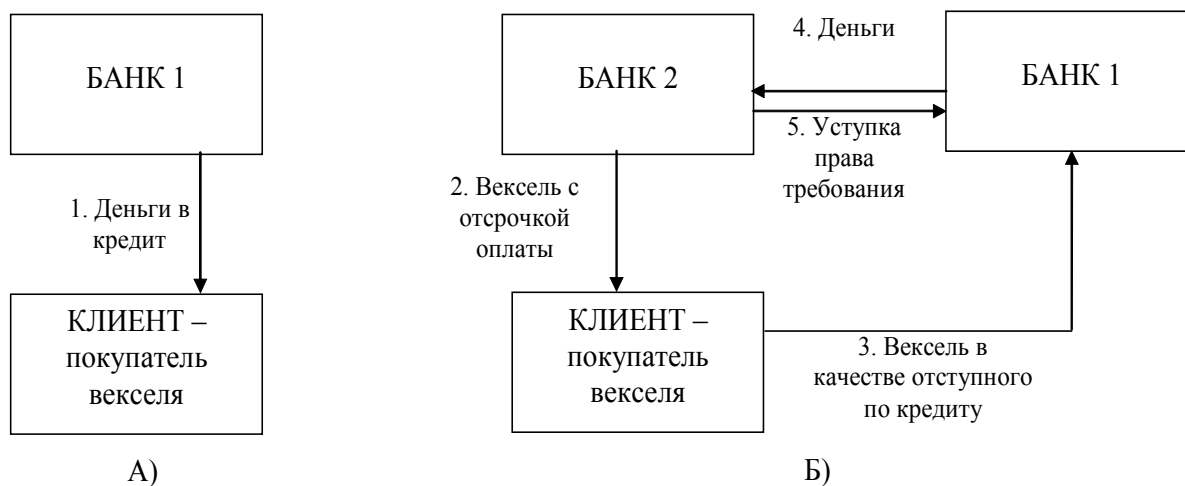 БАНК 1
1. Деньги в
кредит
КЛИЕНТ –
покупатель
векселя
А)
БАНК 2
4. Деньги
БАНК 1
5. Уступка
права
требования
2. Вексель с
отсрочкой
оплаты
КЛИЕНТ –
покупатель
векселя
3. Вексель в
качестве отступного
по кредиту
Б)